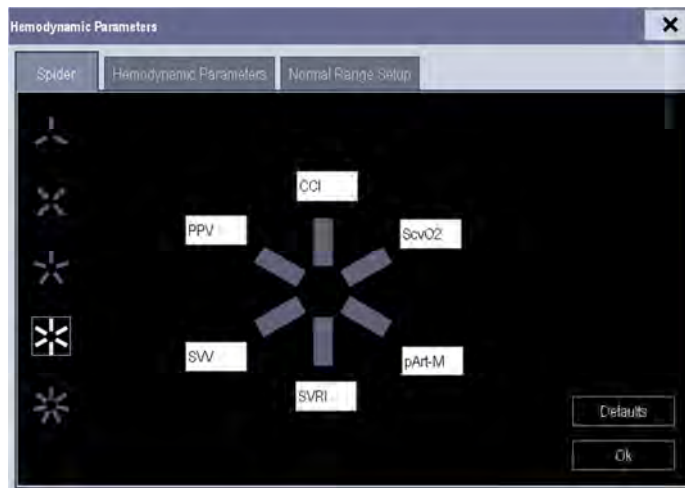 Hemodynamic Parameters
Spider
Hemodynamic Parameters
Normal Range Setup
CCI
PPV
ScvO2
SVV
pArt-M
SVRI
Defaults
Ok